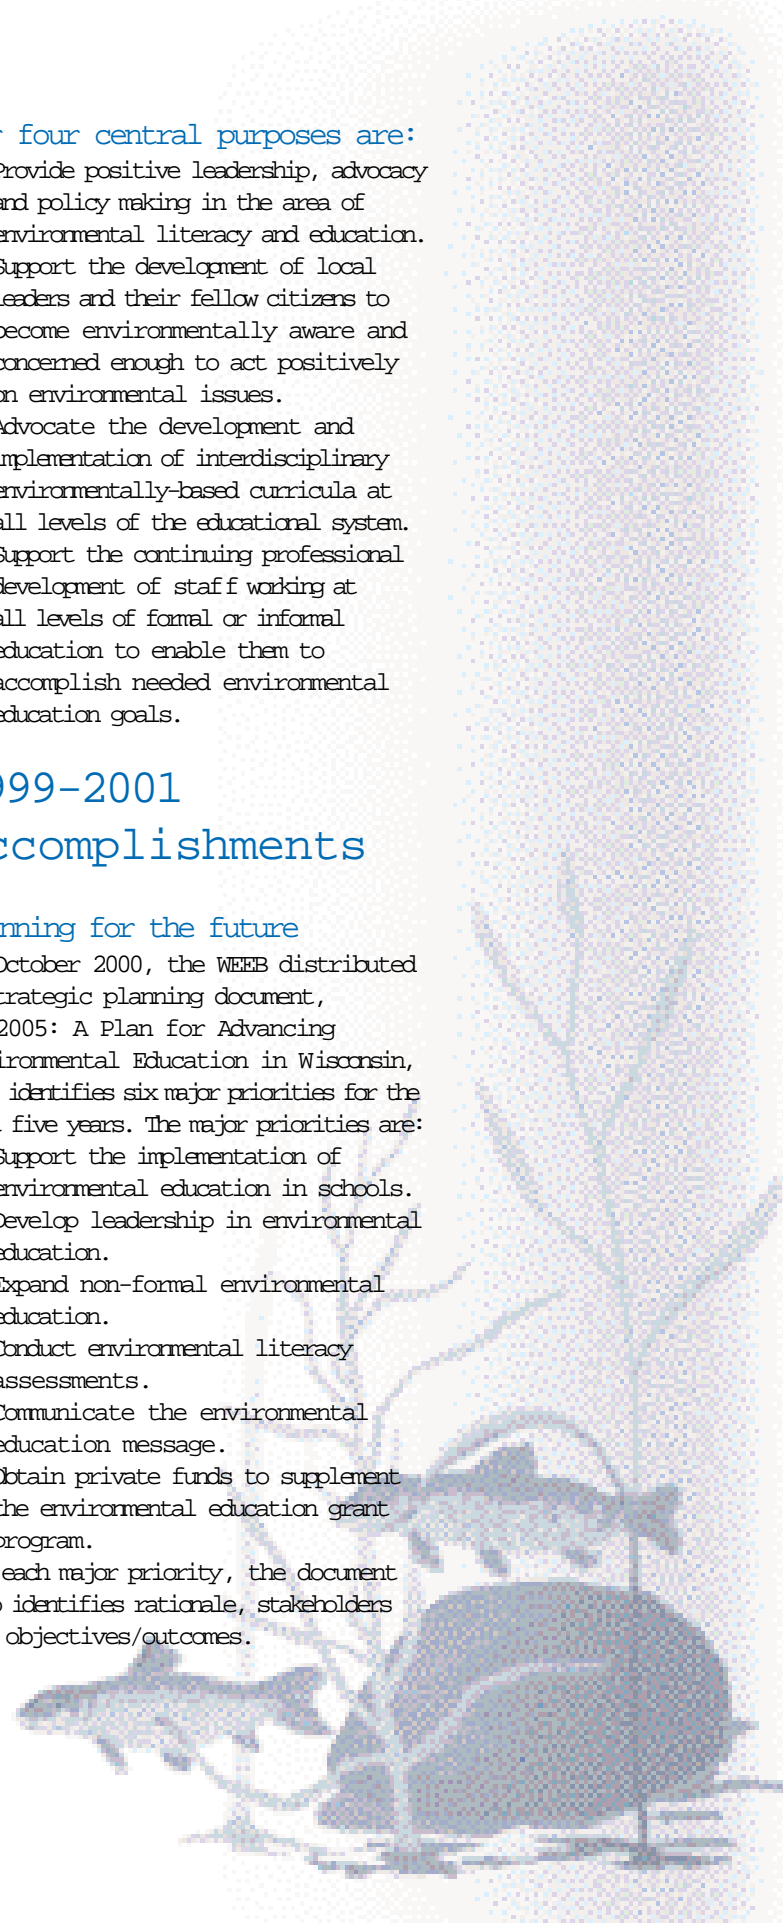 r four central purposes are:
Provide positive leadership, advocacy
and policy making in the area of
environmental literacy and education.
Support the development of local
leaders and their fellow citizens to
become environmentally aware and
concerned enough to act positively
on environmental issues.
Advocate the development and
implementation of interdisciplinary
environmentally-based curricula at
all levels of the educational system.
Support the continuing professional
development of staff working at
all levels of formal or informal
education to enable them to
accomplish needed environmental
education goals.
999-2001
ccomplishments
nning for the future
October 2000, the WEEB distributed
trategic planning document,
2005: A Plan for Advancing
ironmental Education in Wisconsin,
identifies six major priorities for the
five years. The major priorities are:
Support the implementation of
environmental education in schools.
Develop leadership in environmental
education.
Expand non-formal environmental
education.
Conduct environmental literacy
assessments.
Communicate the environmental
education message.
Obtain private funds to supplement
the environmental education grant
program.
each major priority, the document
o identifies rationale, stakeholders
objectives/outcomes.